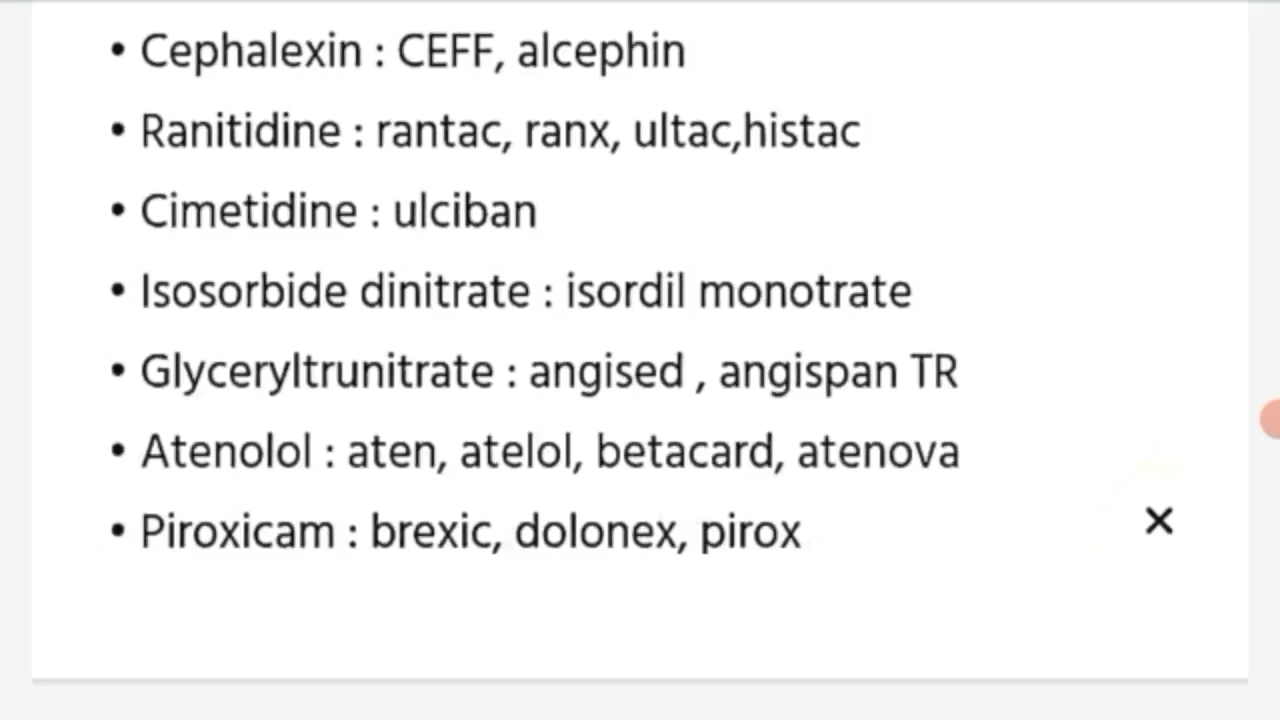 • Cephalexin : CEFF, alcephin
• Ranitidine : rantac, ranx, ultac,histac
• Cimetidine : ulciban
• Isosorbide dinitrate : isordil monotrate
• Glyceryltrunitrate : angised , angispan TR
• Atenolol : aten, atelol, betacard, atenova
• Piroxicam : brexic, dolonex, pirox